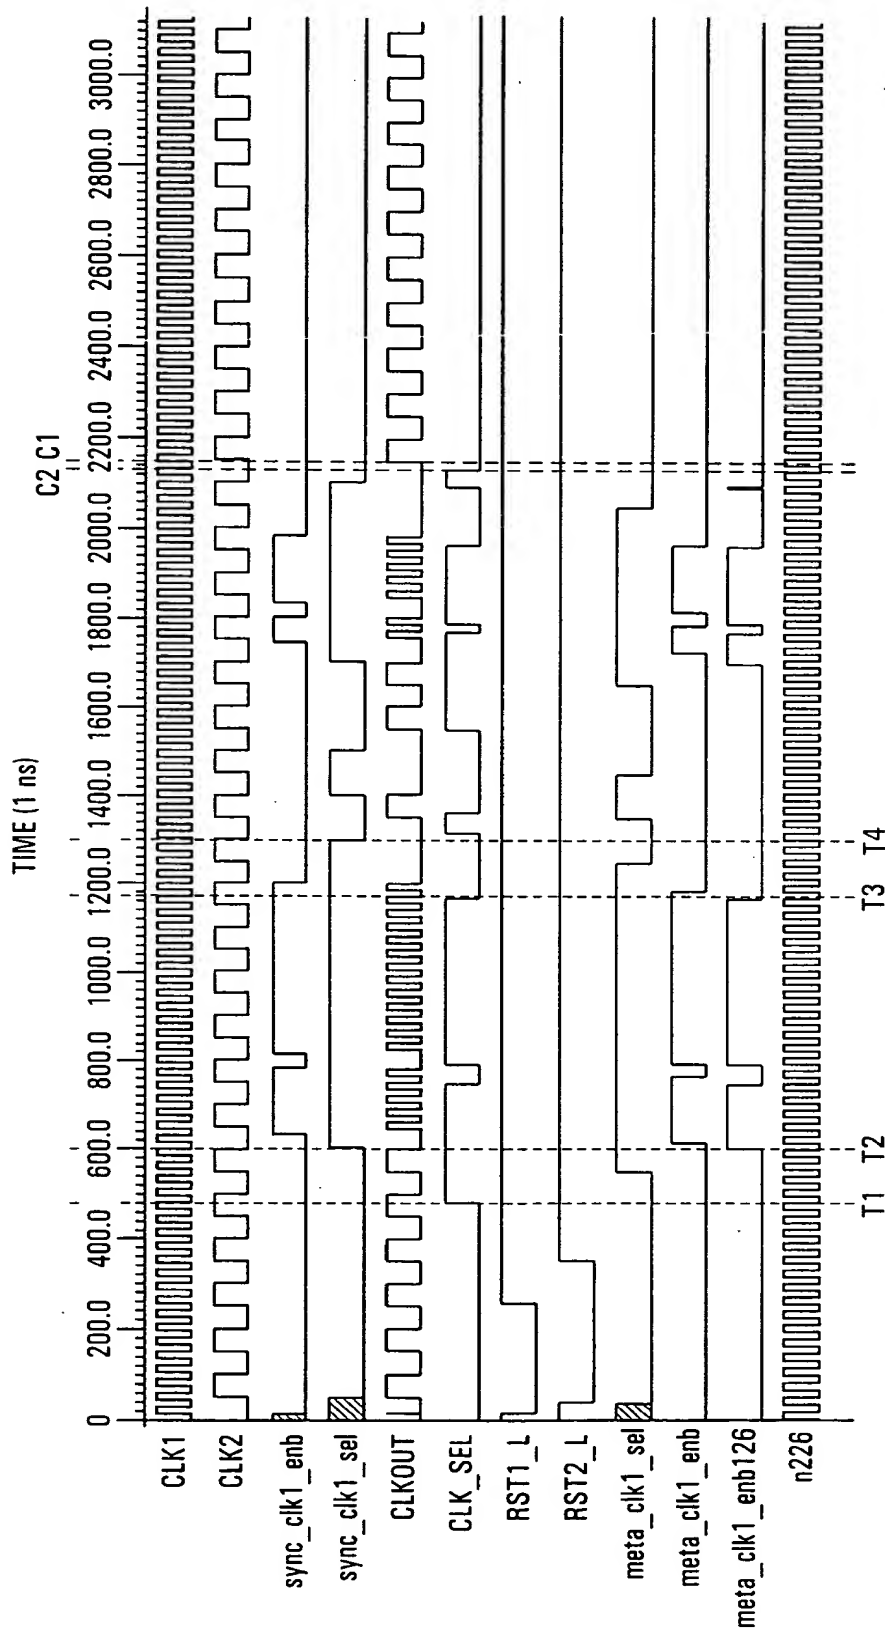 TIME (1 ns)
0 200.0 400.0 600.0 800.0 1000.0 1200.0 1400.0 1600.0 1800.0 2000.0 2200.0 2400.0 2600.0 2800.0 3000.0
C2 C1
CLK1
CLK2
sync_clk1_enb
sync_clk1_sel
CLKOUT
CLK_SEL
RST1_L
RST2_L
meta_clk1_sel
meta_clk1_enb
meta_clk1_enb126
n226
T1 T2 T3 T4